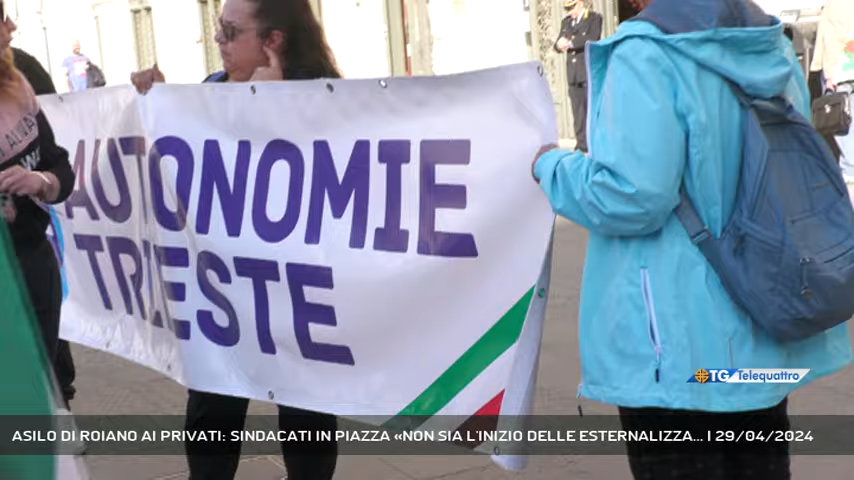 AUTONOMIE
TRIESTE
TG Telequattro
ASILO DI ROIANO AI PRIVATI: SINDACATI IN PIAZZA «NON SIA L'INIZIO DELLE ESTERNALIZZA... | 29/04/2024